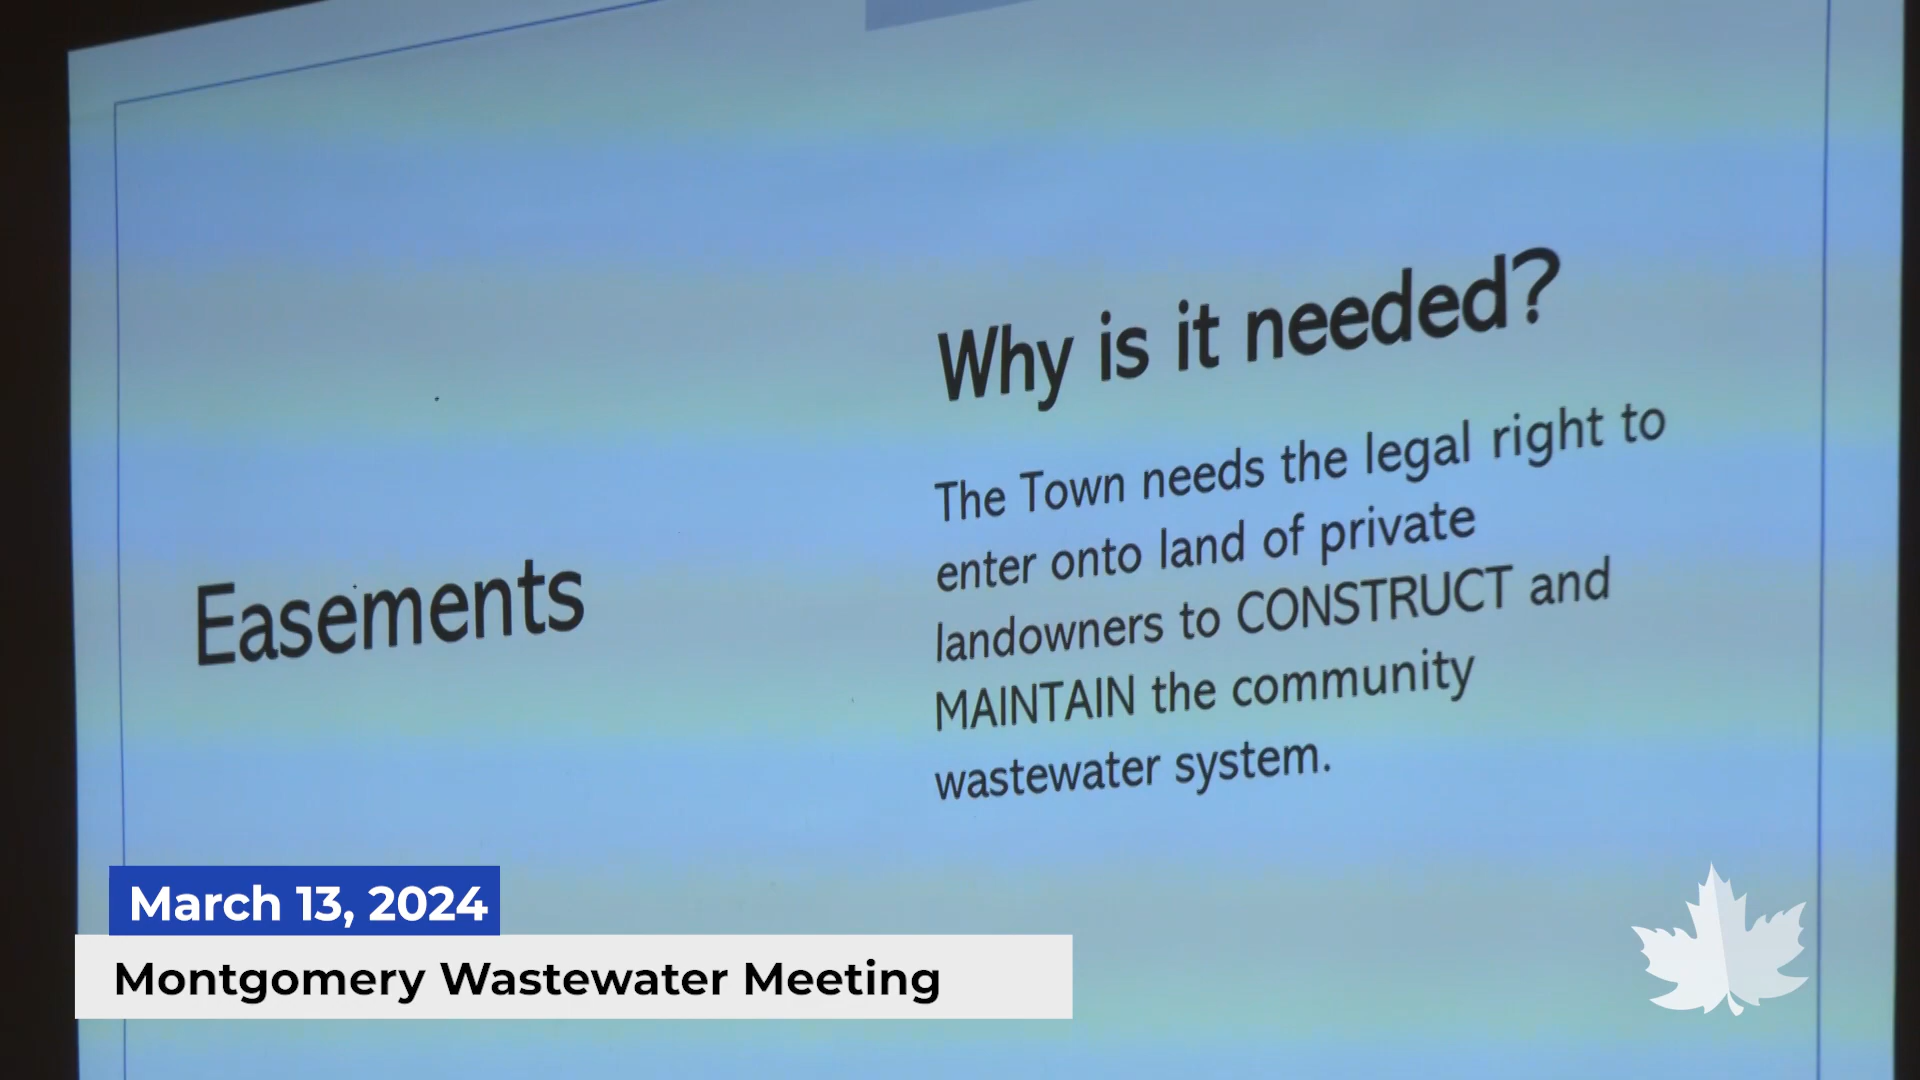 Easements
Why is it needed?
The Town needs the legal right to
enter onto land of private
landowners to CONSTRUCT and
MAINTAIN the community
wastewater system.
March 13, 2024
Montgomery Wastewater Meeting